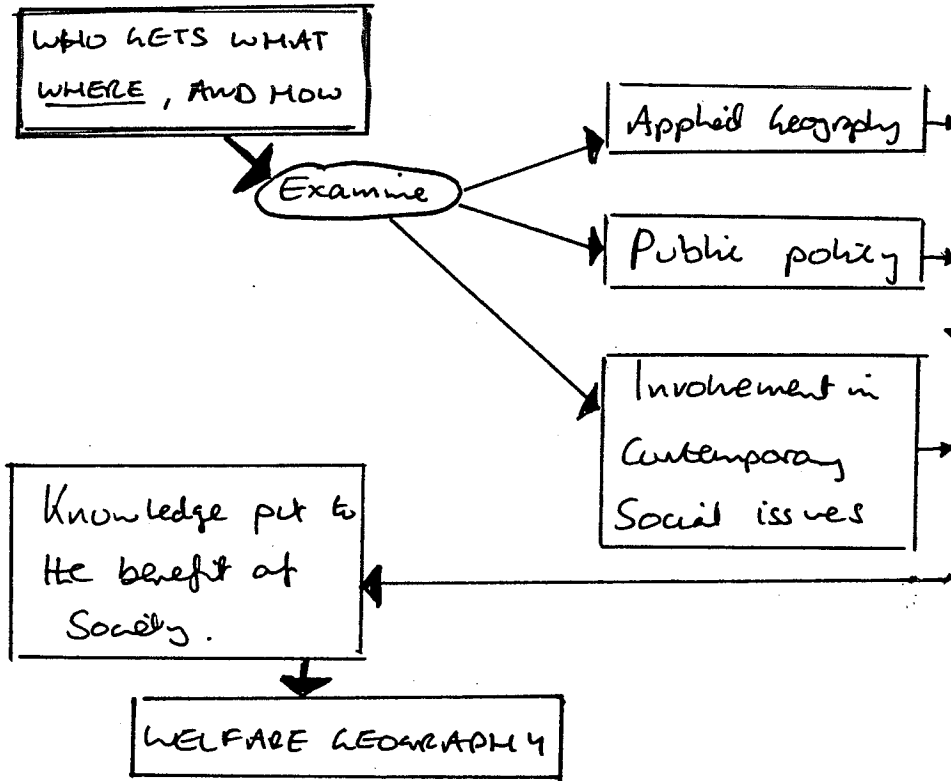 WHO GETS WHAT
WHERE, AND HOW
Examine
Applied Geography
Public policy
Involvement in
Contemporary
Social issues
Knowledge put to
the benefit of
Society.
WELFARE GEOGRAPHY